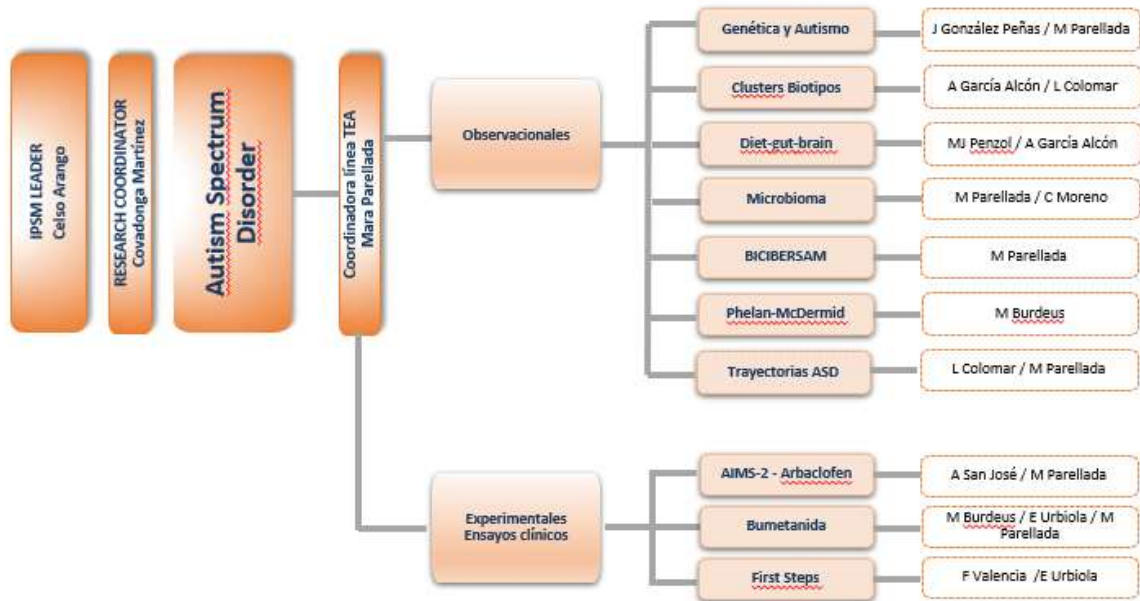 IPSM LEADER
Celso Arango
RESEARCH COORDINATOR
Covadonga Martínez
Autism Spectrum
Disorder
Coordinadora línea TEA
Mara Parellada
Observacionales
Genética y Autismo
J González Peñas / M Parellada
Clusters Biotipos
A García Alcón / L Colomar
Diet-gut-brain
MJ Penzol / A García Alcón
Microbioma
M Parellada / C Moreno
BICIBERSAM
M Parellada
Phelan-McDermid
M Burdeus
Trayectorias ASD
L Colomar / M Parellada
Experimentales
Ensayos clínicos
AIMS-2 - Arbaclofen
A San José / M Parellada
Bumetanida
M Burdeus / E Urbiola / M
Parellada
First Steps
F Valencia /E Urbiola